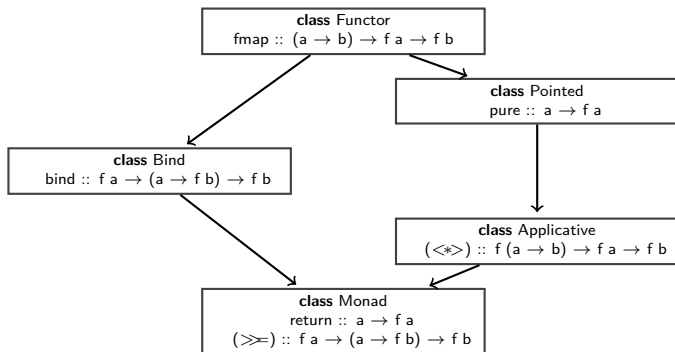 class Functor
fmap :: (a → b) → f a → f b
class Pointed
pure :: a → f a
class Bind
bind :: f a → (a → f b) → f b
class Applicative
(<*>) :: f (a → b) → f a → f b
class Monad
return :: a → f a
(>>=) :: f a → (a → f b) → f b